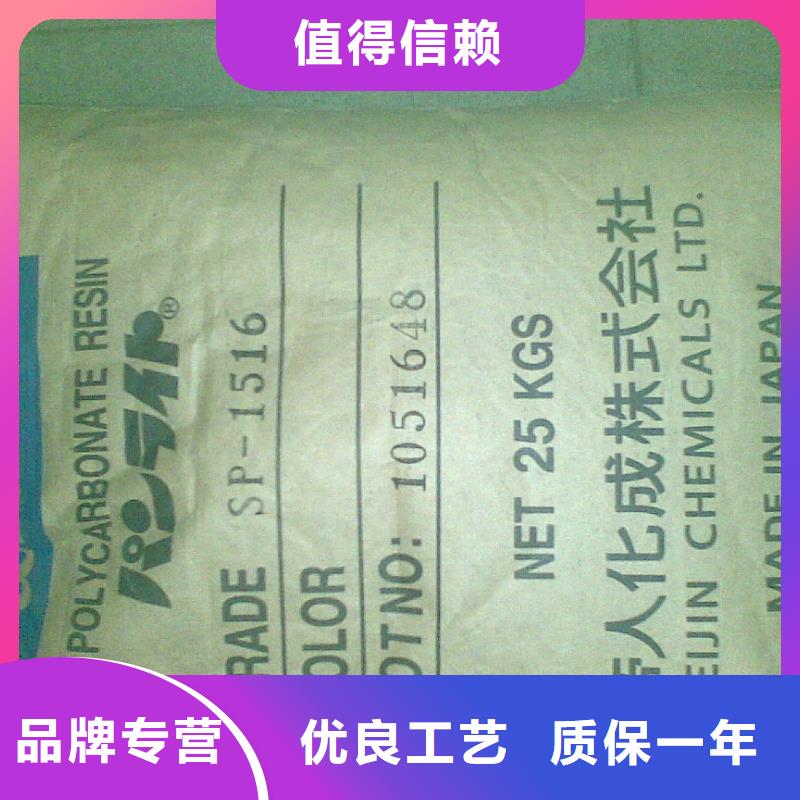 值得信赖
POLYCARBONATE RESIN
パンライト®
RADE SP-1516
OLOR
OT NO: 1051648
NET 25 KGS
帝人化成株式会社
EIJIN CHEMICALS LTD.
MADE IN JAPAN
品牌专营 优良工艺 质保一年